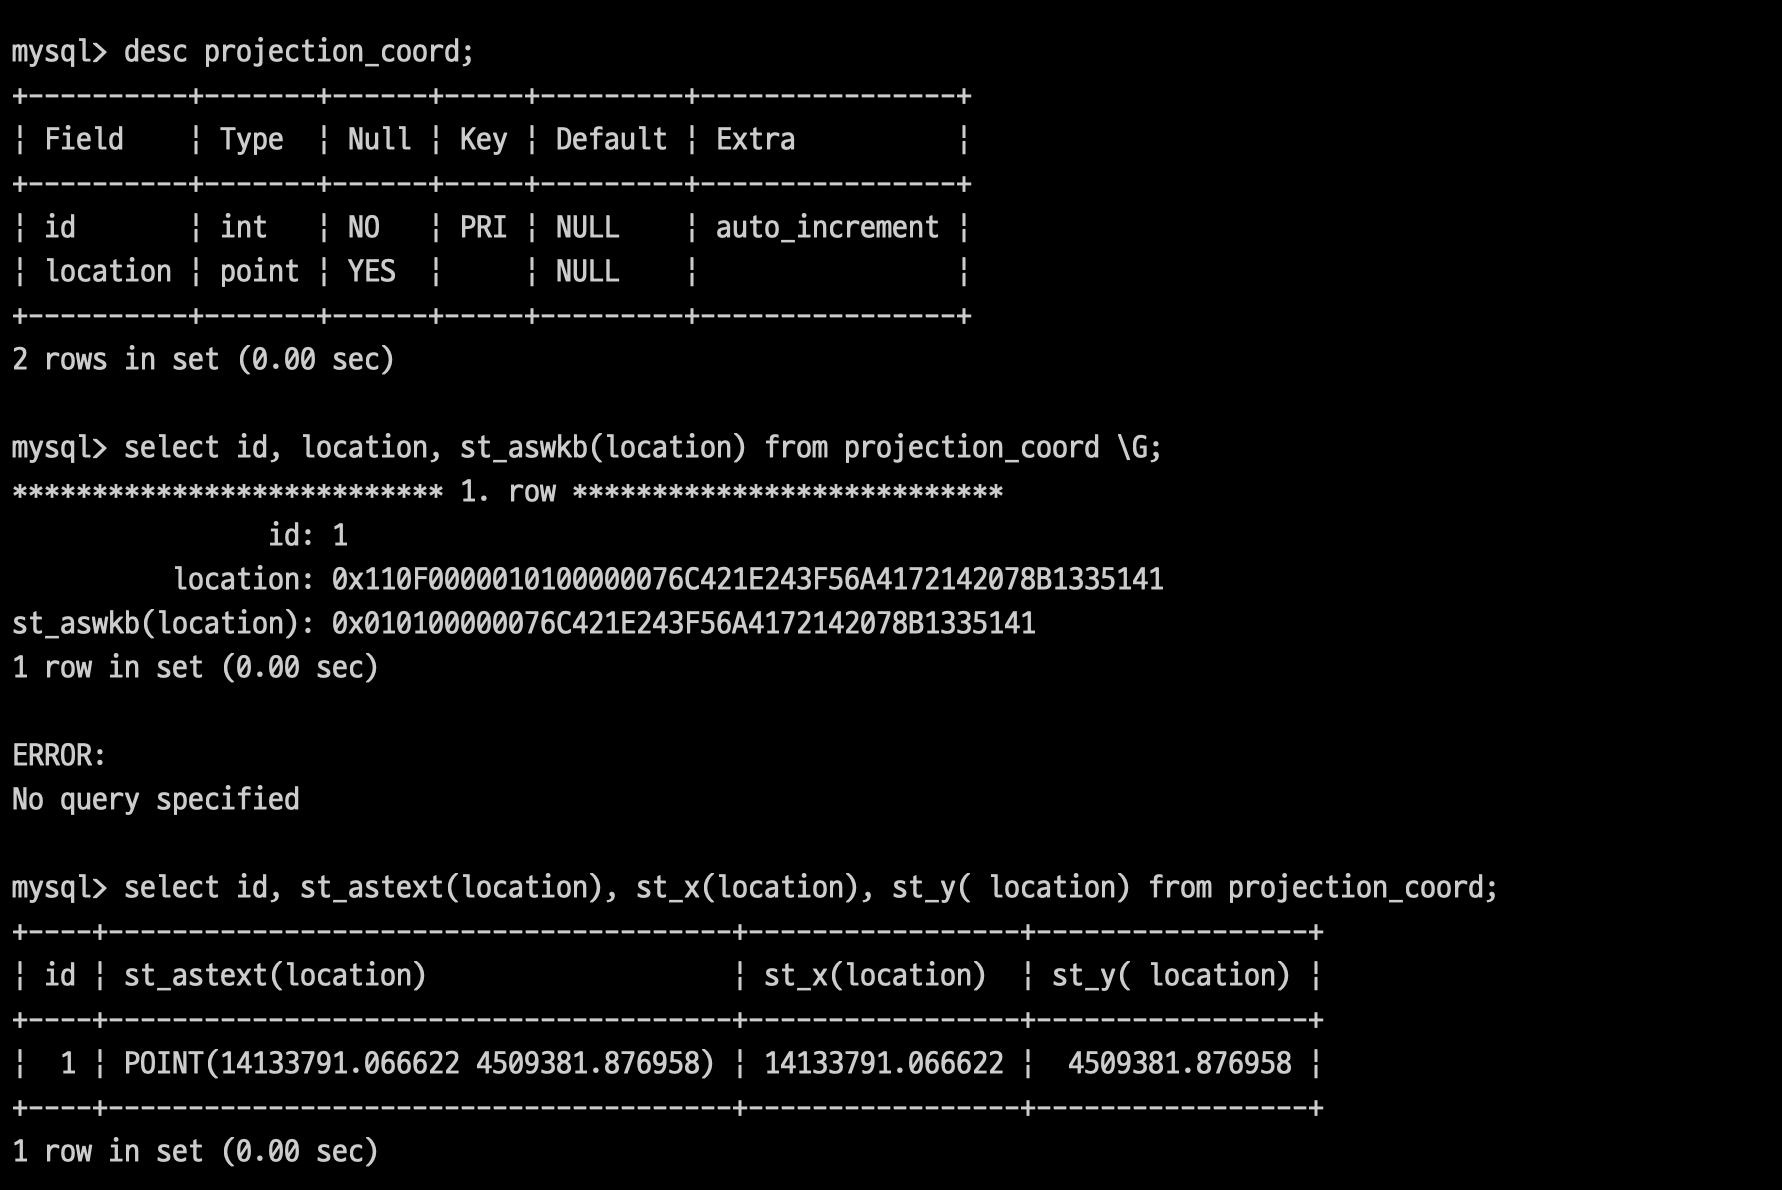 mysql> desc projection_coord;
+----------+-------+------+-----+---------+----------------+
¦ Field    ¦ Type  ¦ Null ¦ Key ¦ Default ¦ Extra          ¦
+----------+-------+------+-----+---------+----------------+
¦ id       ¦ int   ¦ NO   ¦ PRI ¦ NULL    ¦ auto_increment ¦
¦ location ¦ point ¦ YES  ¦     ¦ NULL    ¦                ¦
+----------+-------+------+-----+---------+----------------+
2 rows in set (0.00 sec)

mysql> select id, location, st_aswkb(location) from projection_coord \G;
*************************** 1. row ***************************
                id: 1
          location: 0x110F0000010100000076C421E243F56A4172142078B1335141
st_aswkb(location): 0x010100000076C421E243F56A4172142078B1335141
1 row in set (0.00 sec)

ERROR:
No query specified

mysql> select id, st_astext(location), st_x(location), st_y( location) from projection_coord;
+----+---------------------------------------+-----------------+-----------------+
¦ id ¦ st_astext(location)                   ¦ st_x(location)  ¦ st_y( location) ¦
+----+---------------------------------------+-----------------+-----------------+
¦  1 ¦ POINT(14133791.066622 4509381.876958) ¦ 14133791.066622 ¦  4509381.876958 ¦
+----+---------------------------------------+-----------------+-----------------+
1 row in set (0.00 sec)